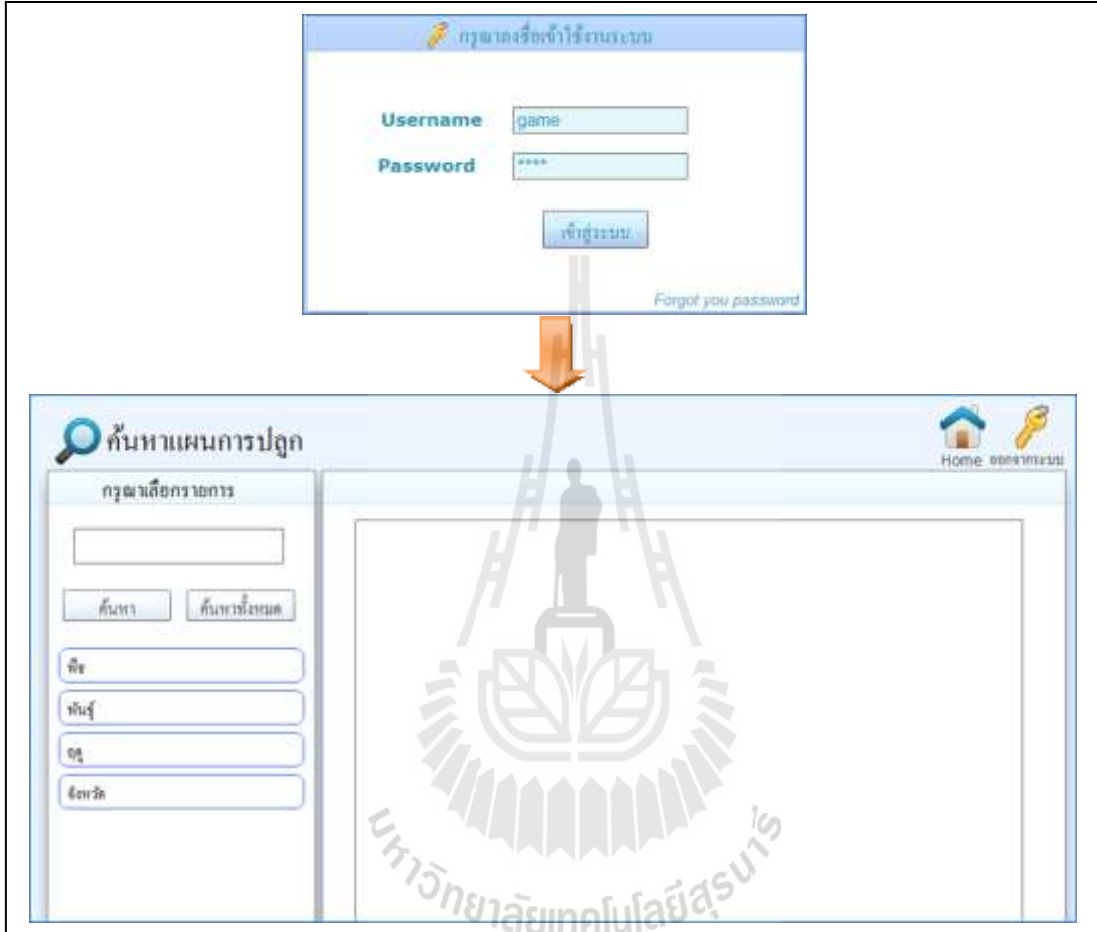 กรุณาลงชื่อเข้าใช้งานระบบ
Username game
Password ****
เข้าสู่ระบบ
Forgot you password
ค้นหาแผนการปลูก
Home ออกจากระบบ
กรุณาเลือกรายการ
ค้นหา ค้นหาทั้งหมด
พืช
พันธุ์
ฤดู
จังหวัด
มหาวิทยาลัยเทคโนโลยีสุรนารี